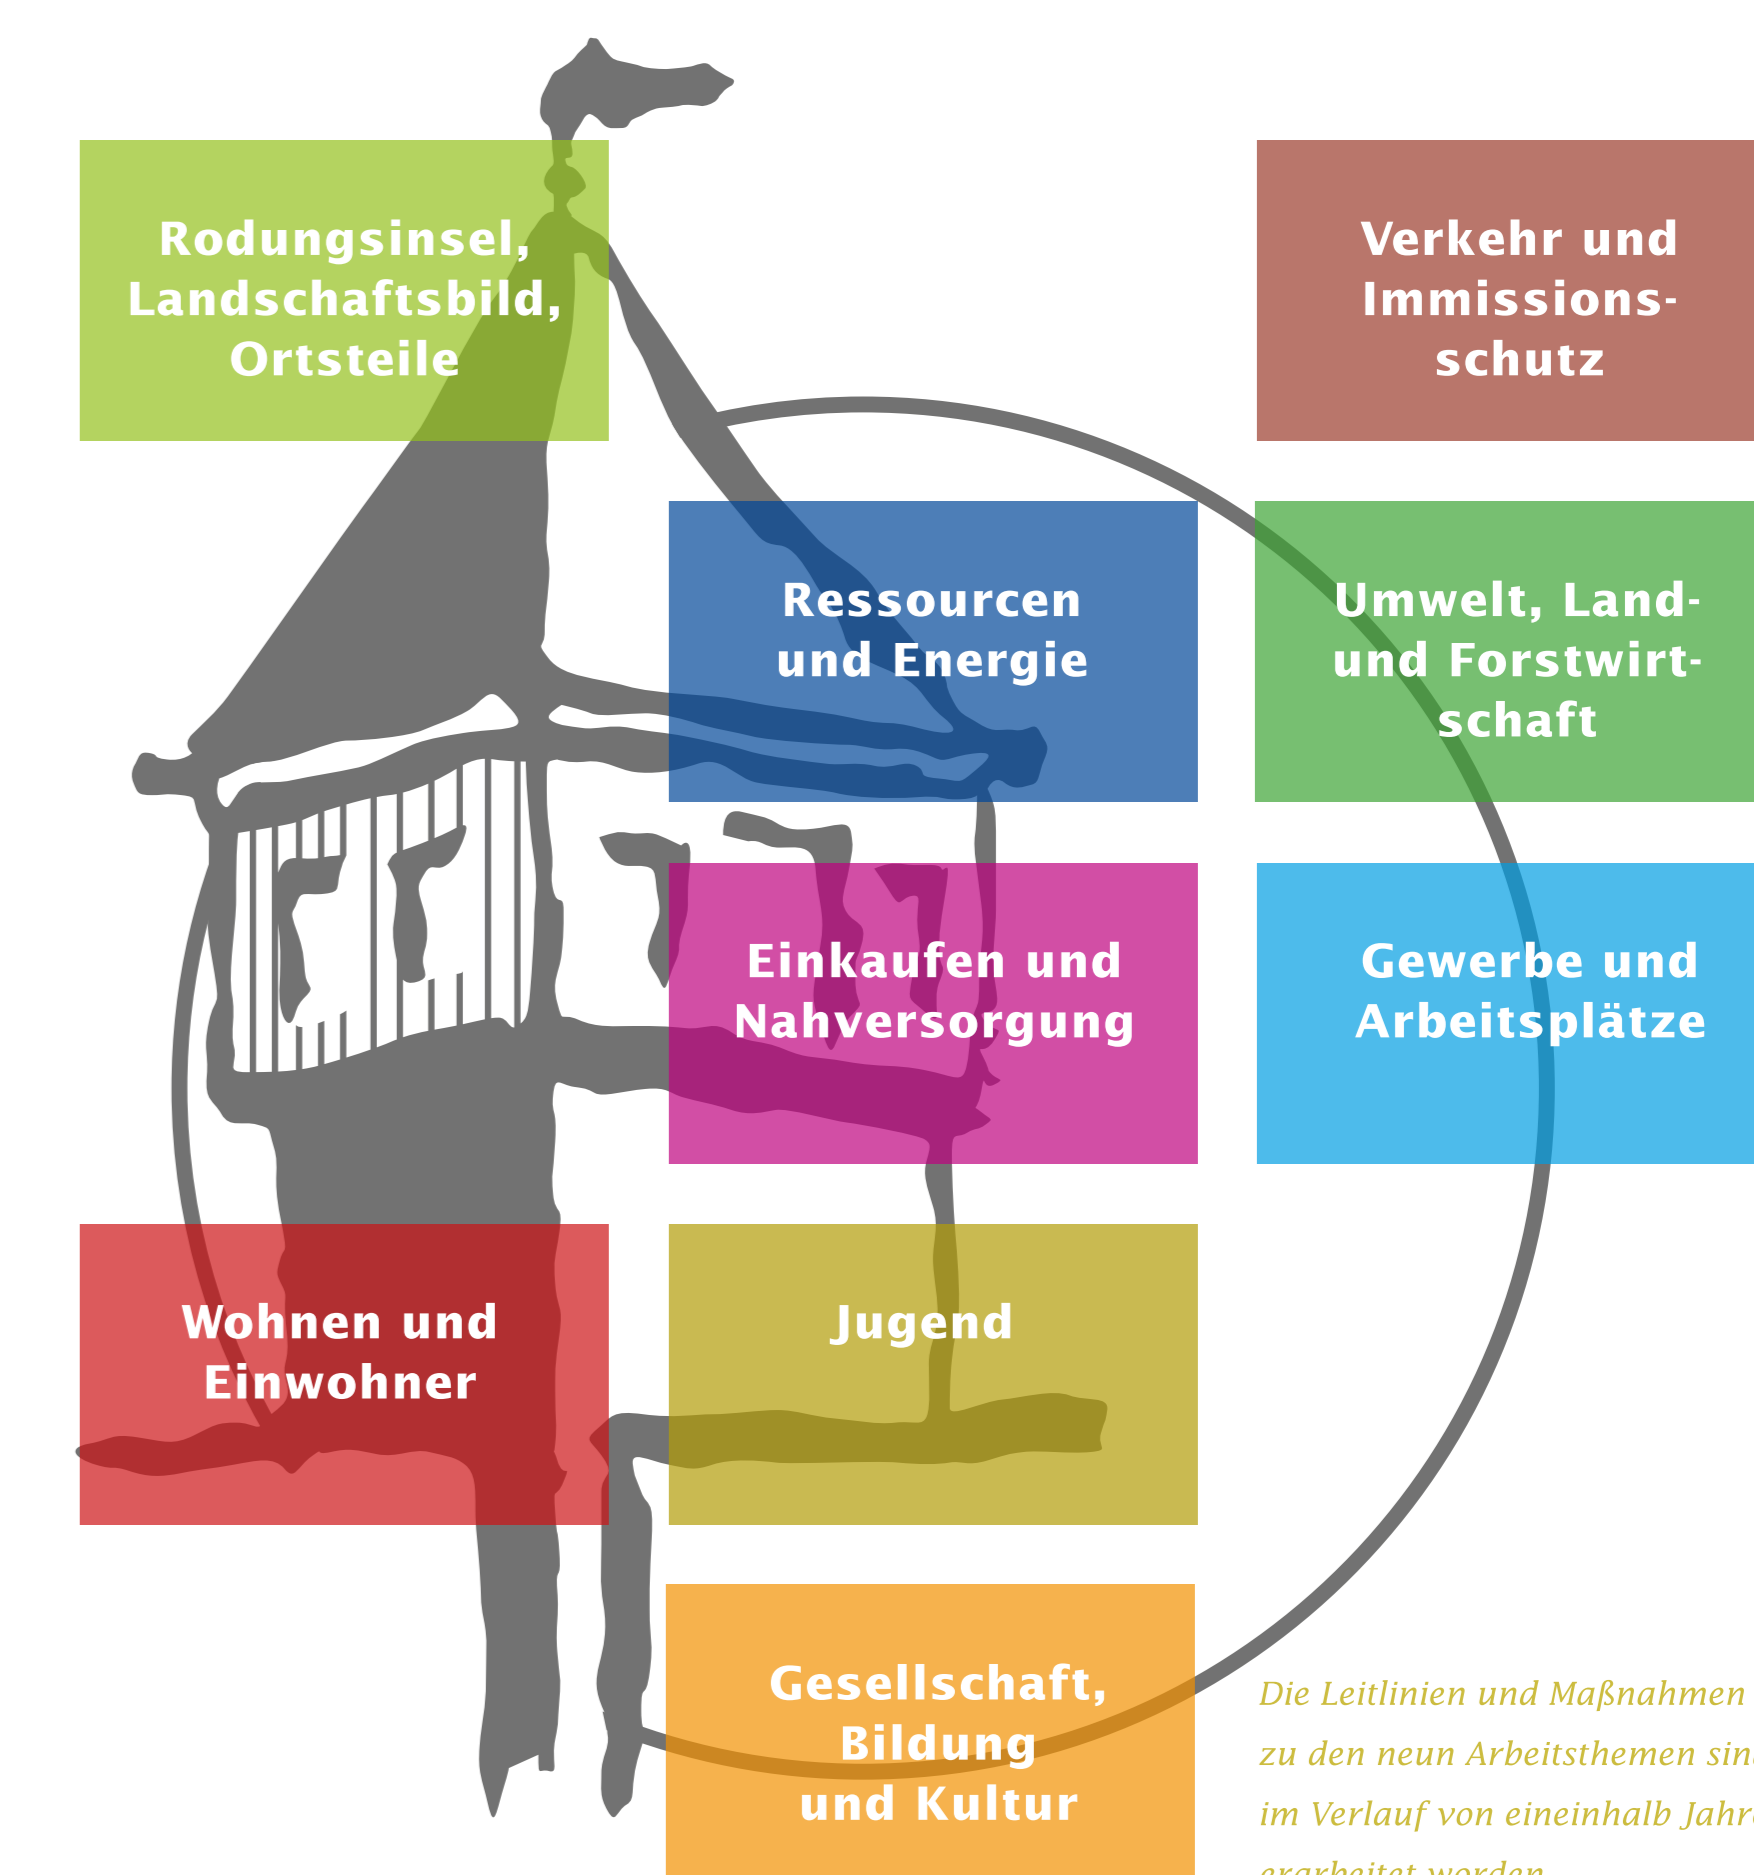 Rodungsinsel,
Landschaftsbild,
Ortsteile
Verkehr und
Immissions-
schutz
Ressourcen
und Energie
Umwelt, Land-
und Forstwirt-
schaft
Einkaufen und
Nahversorgung
Gewerbe und
Arbeitsplätze
Wohnen und
Einwohner
Jugend
Gesellschaft,
Bildung
und Kultur
Die Leitlinien und Maßnahmen
zu den neun Arbeitsthemen
im Verlauf von eineinhalb
erarbeitet worden